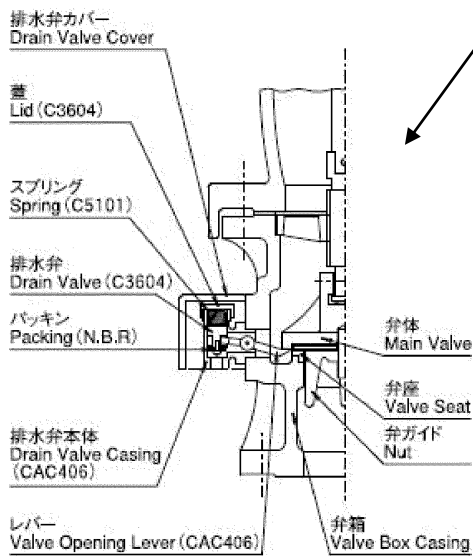 排水弁カバー
Drain Valve Cover
蓋
Lid (C3604)
スプリング
Spring (C5101)
排水弁
Drain Valve (C3604)
パッキン
Packing (N.B.R)
排水弁本体
Drain Valve Casing
(CAC406)
レバー
Valve Opening Lever (CAC406)
弁体
Main Valve
弁座
Valve Seat
弁ガイド
Nut
弁箱
Valve Box Casing